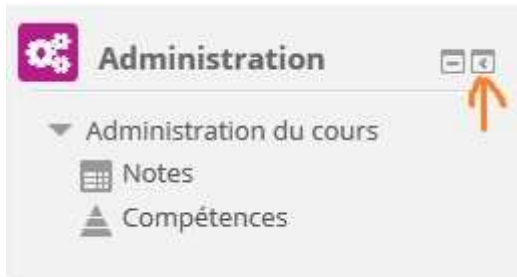 Administration
Administration du cours
Notes
Compétences